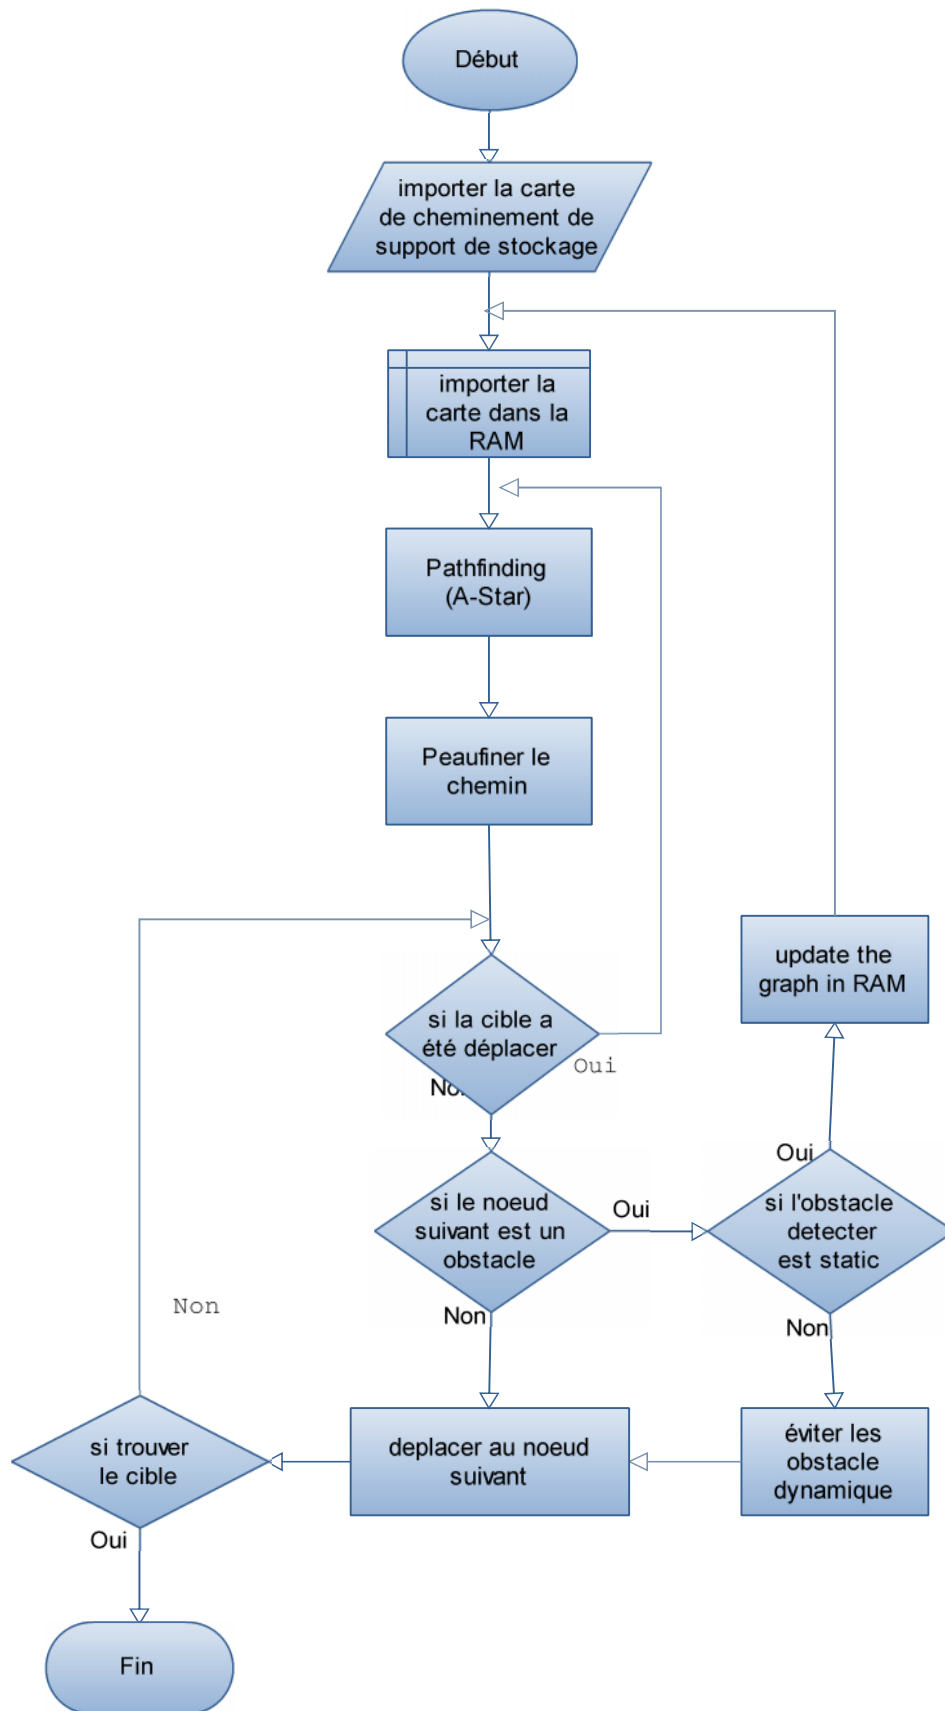 Début
importer la carte
de cheminement de
support de stockage
importer la
carte dans la
RAM
Pathfinding
(A-Star)
Peaufiner le
chemin
update the
graph in RAM
si la cible a
été déplacer
Oui
si le noeud
suivant est un
obstacle
Oui
Oui
si l'obstacle
detecter
est static
Non
Non
Non
si trouver
le cible
deplacer au noeud
suivant
éviter les
obstacle
dynamique
Oui
Fin